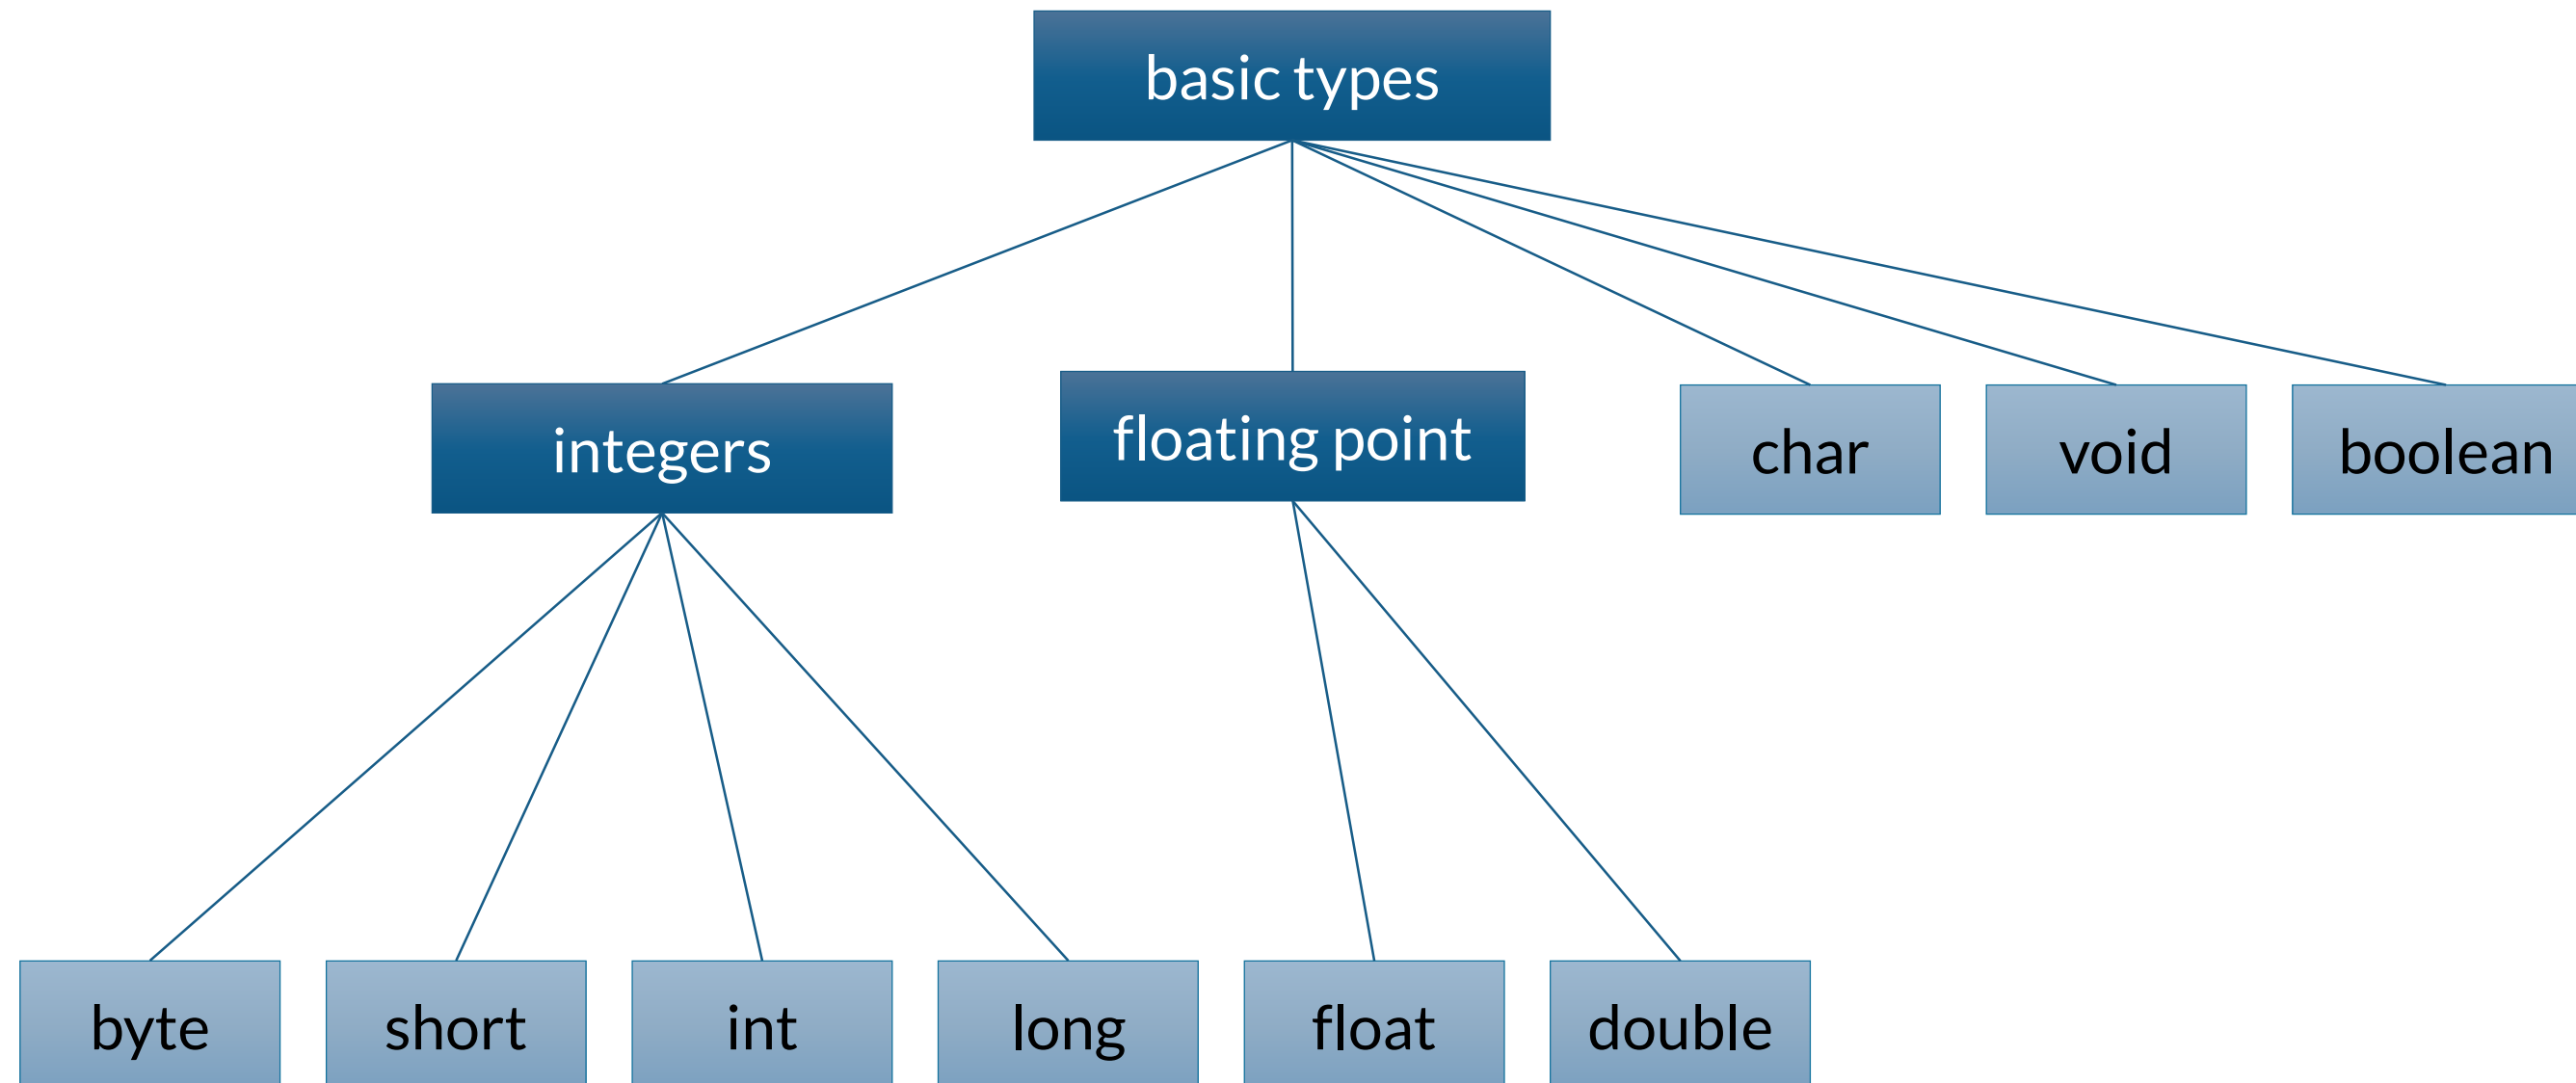 basic types
integers
floating point
char
void
boolean
byte
short
int
long
float
double